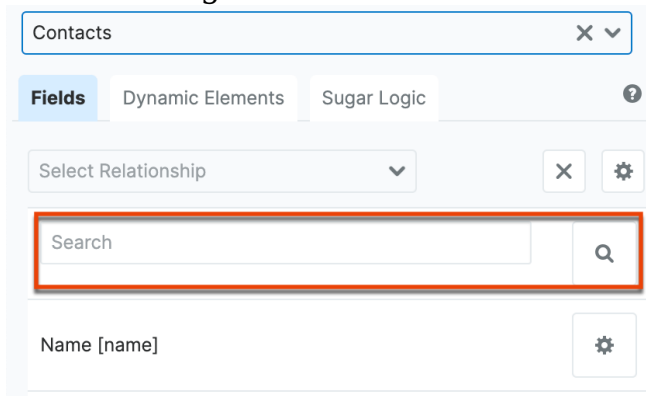 Contacts
Fields Dynamic Elements Sugar Logic
Select Relationship
Search
Name [name]